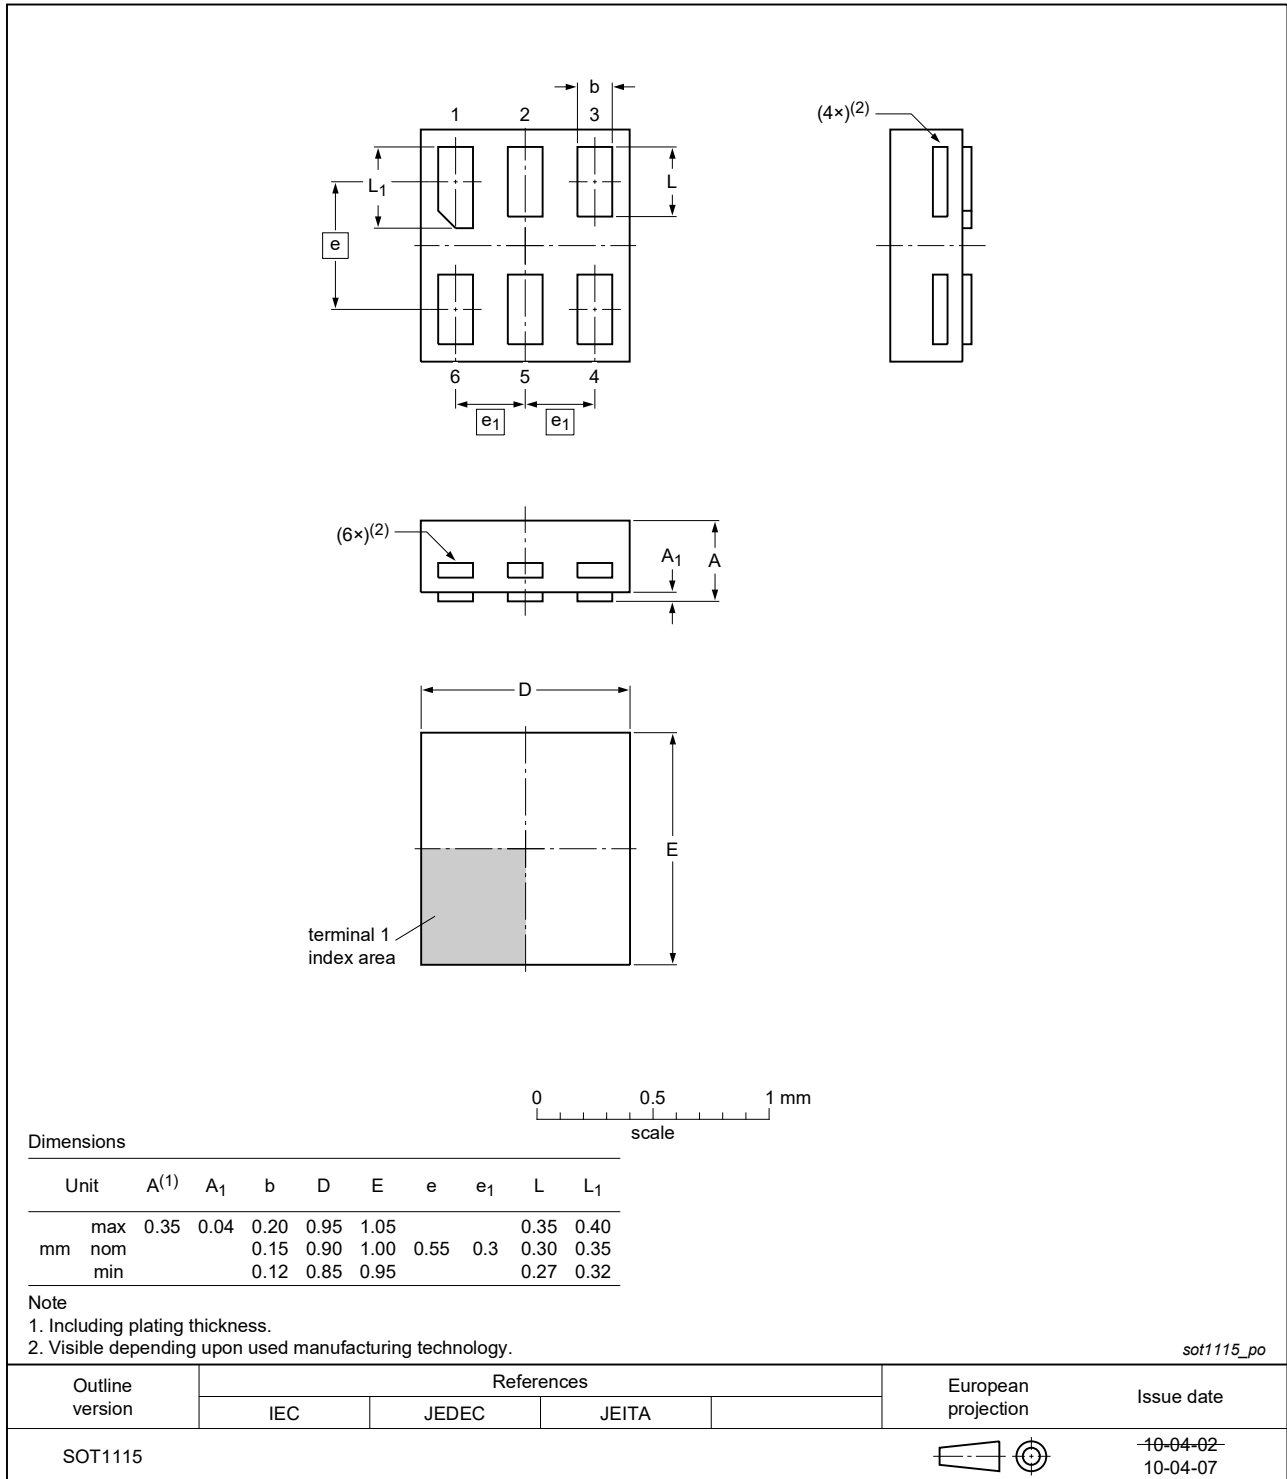 b
1 2 3
(4×)(2)
L1
L
e
6 5 4
e1 e1
(6×)(2)
A1 A
D
E
terminal 1
index area
0 0.5 1 mm
scale
Dimensions
Unit A(1) A1 b D E e e1 L L1
max 0.35 0.04 0.20 0.95 1.05 0.35 0.40
mm nom 0.15 0.90 1.00 0.55 0.3 0.30 0.35
min 0.12 0.85 0.95 0.27 0.32
Note
1. Including plating thickness.
2. Visible depending upon used manufacturing technology.
sot1115_po
Outline
version
References
IEC JEDEC JEITA
European
projection
Issue date
SOT1115
10-04-02
10-04-07